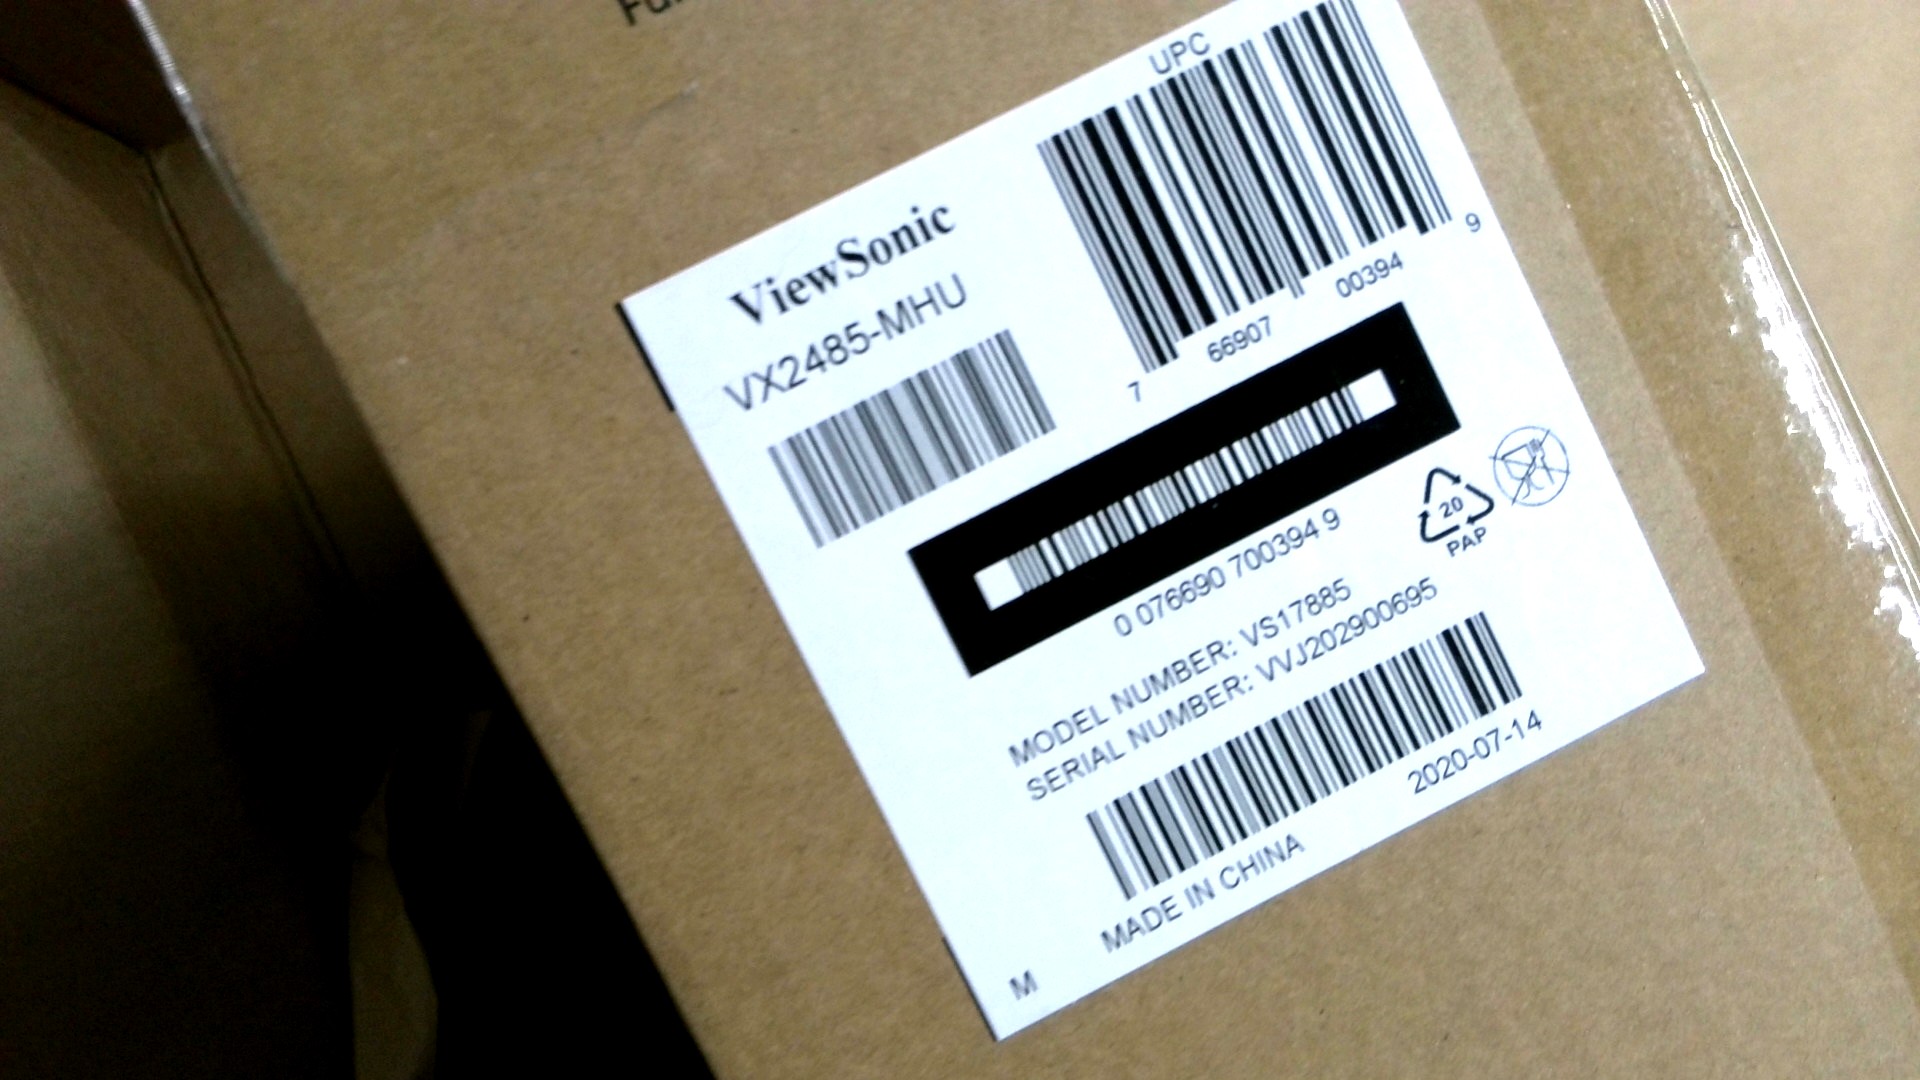 UPC
ViewSonic
VX2485-MHU
7 66907 00394 9
0 076690 700394 9
20
PAP
MODEL NUMBER: VS17885
SERIAL NUMBER: VVJ202900695
2020-07-14
MADE IN CHINA
M